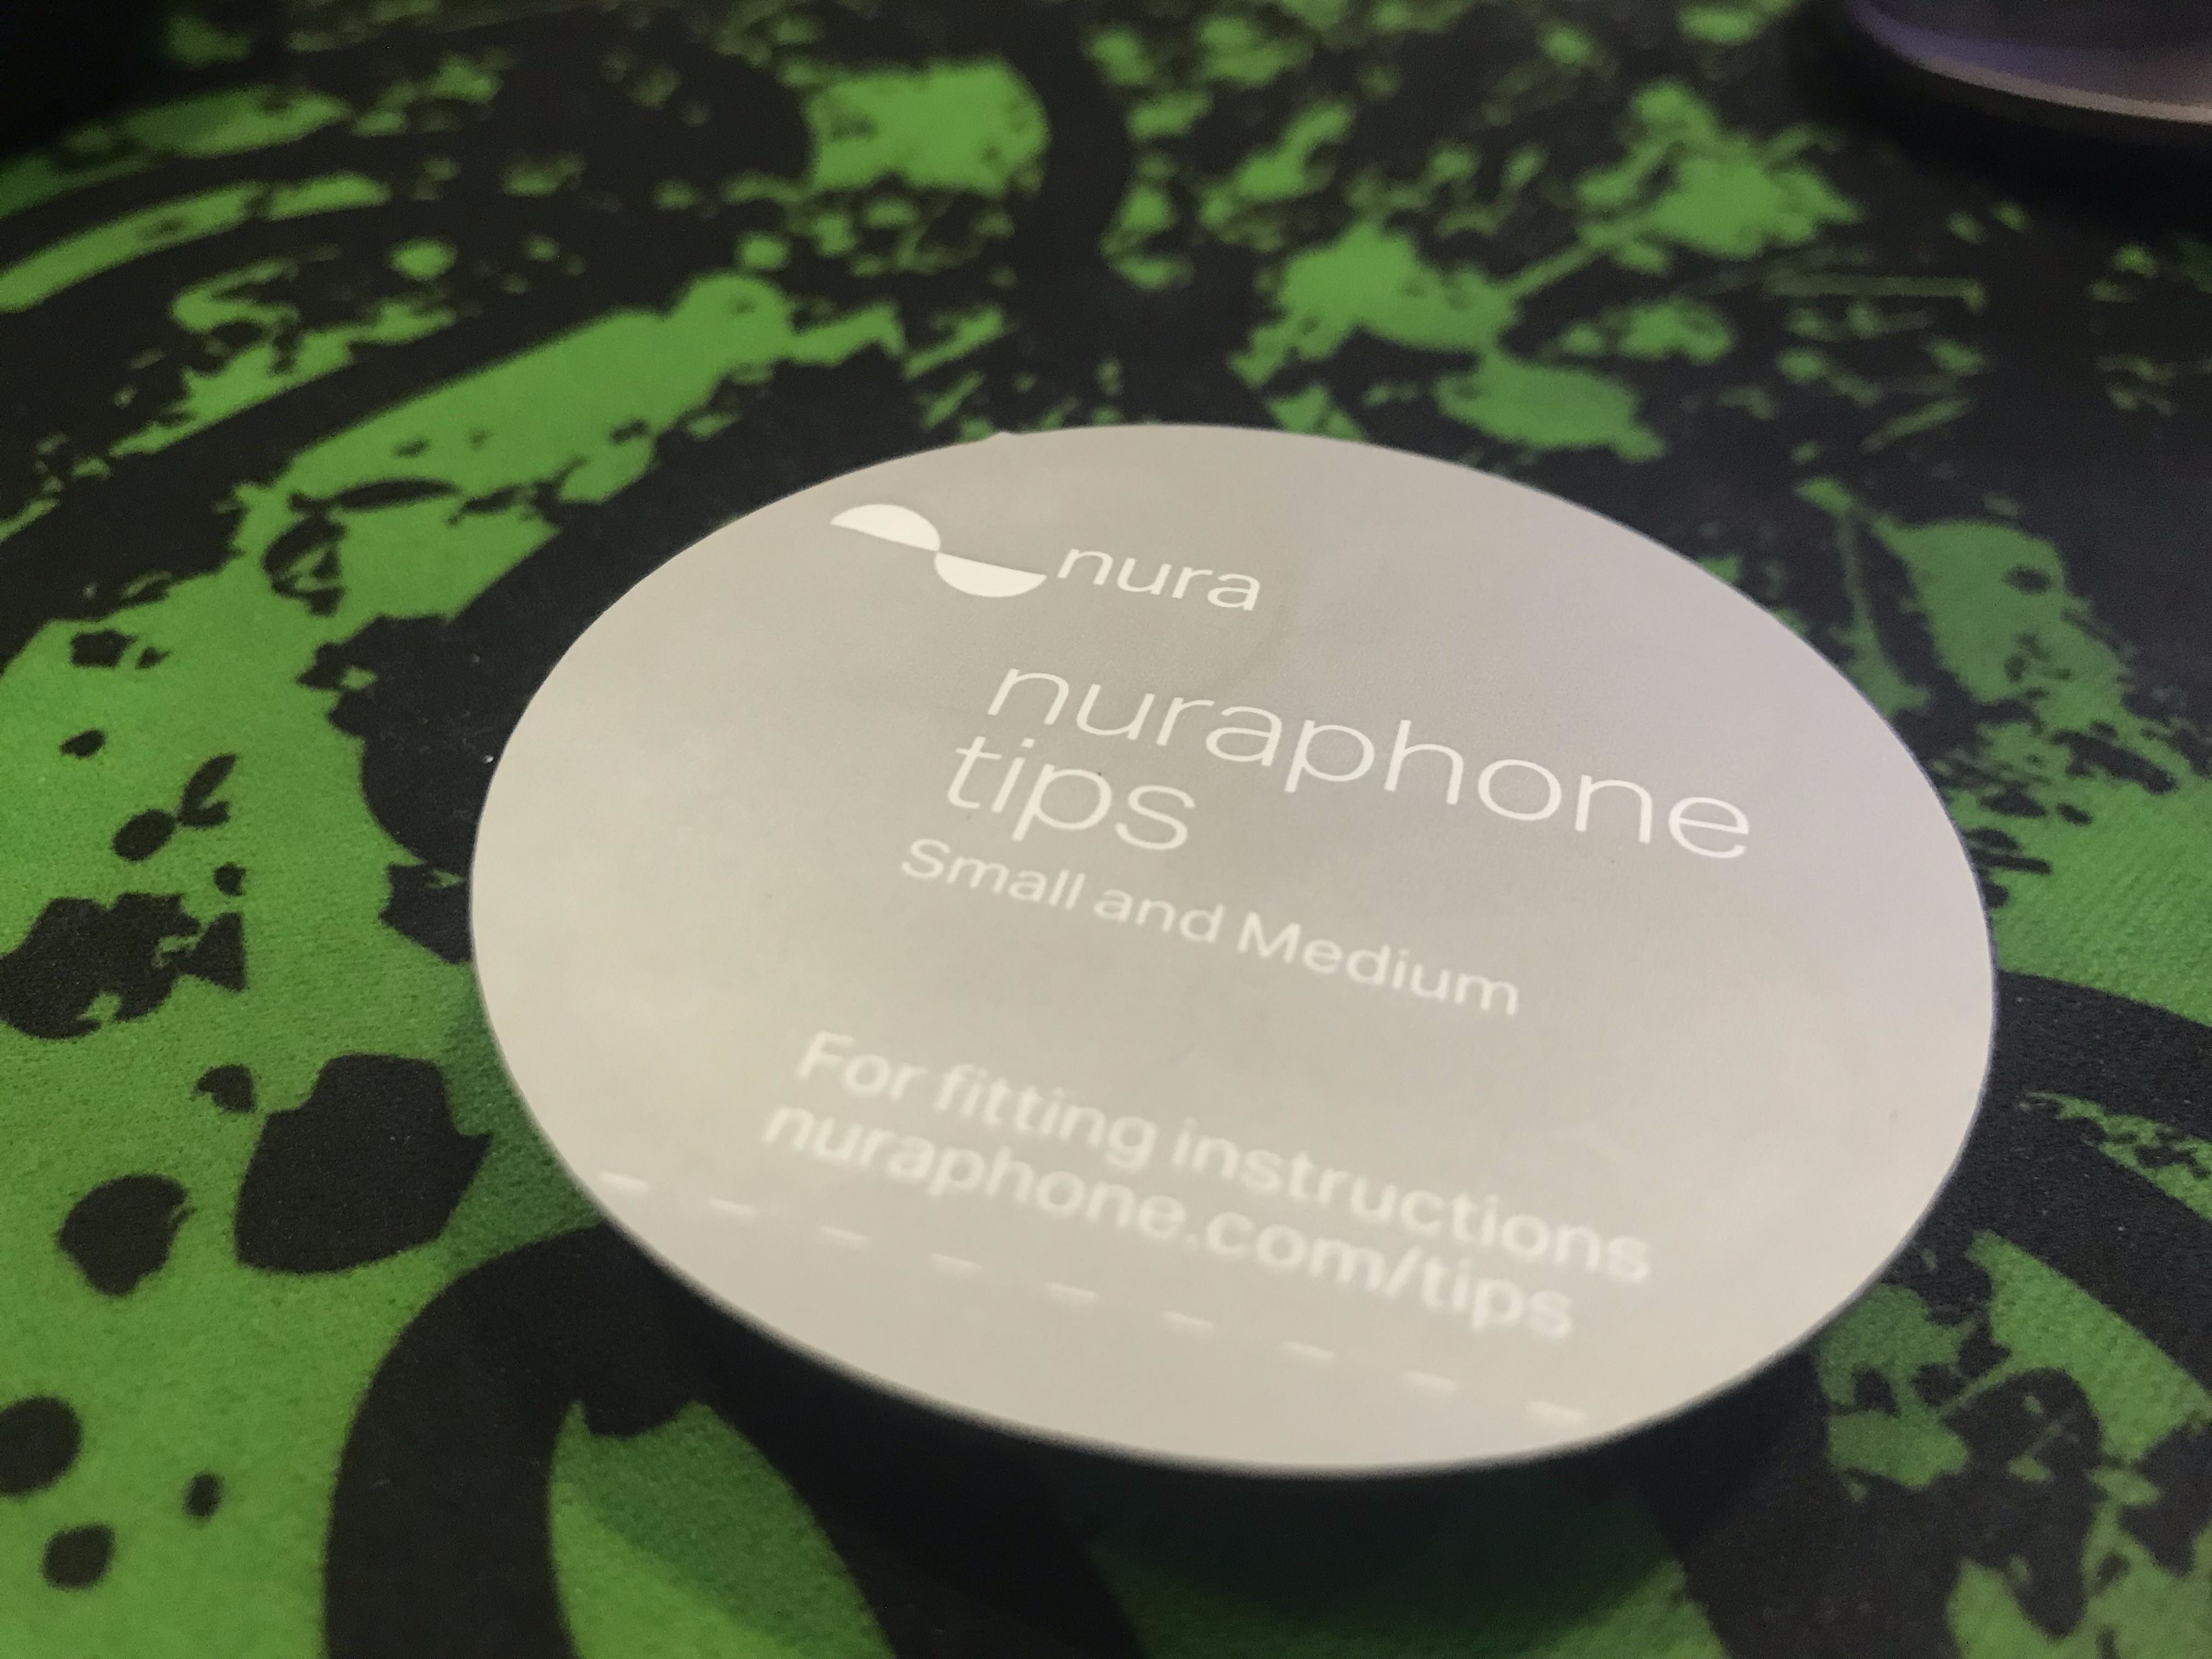 nura
nuraphone
tips
Small and Medium
For fitting instructions
nuraphone.com/tips